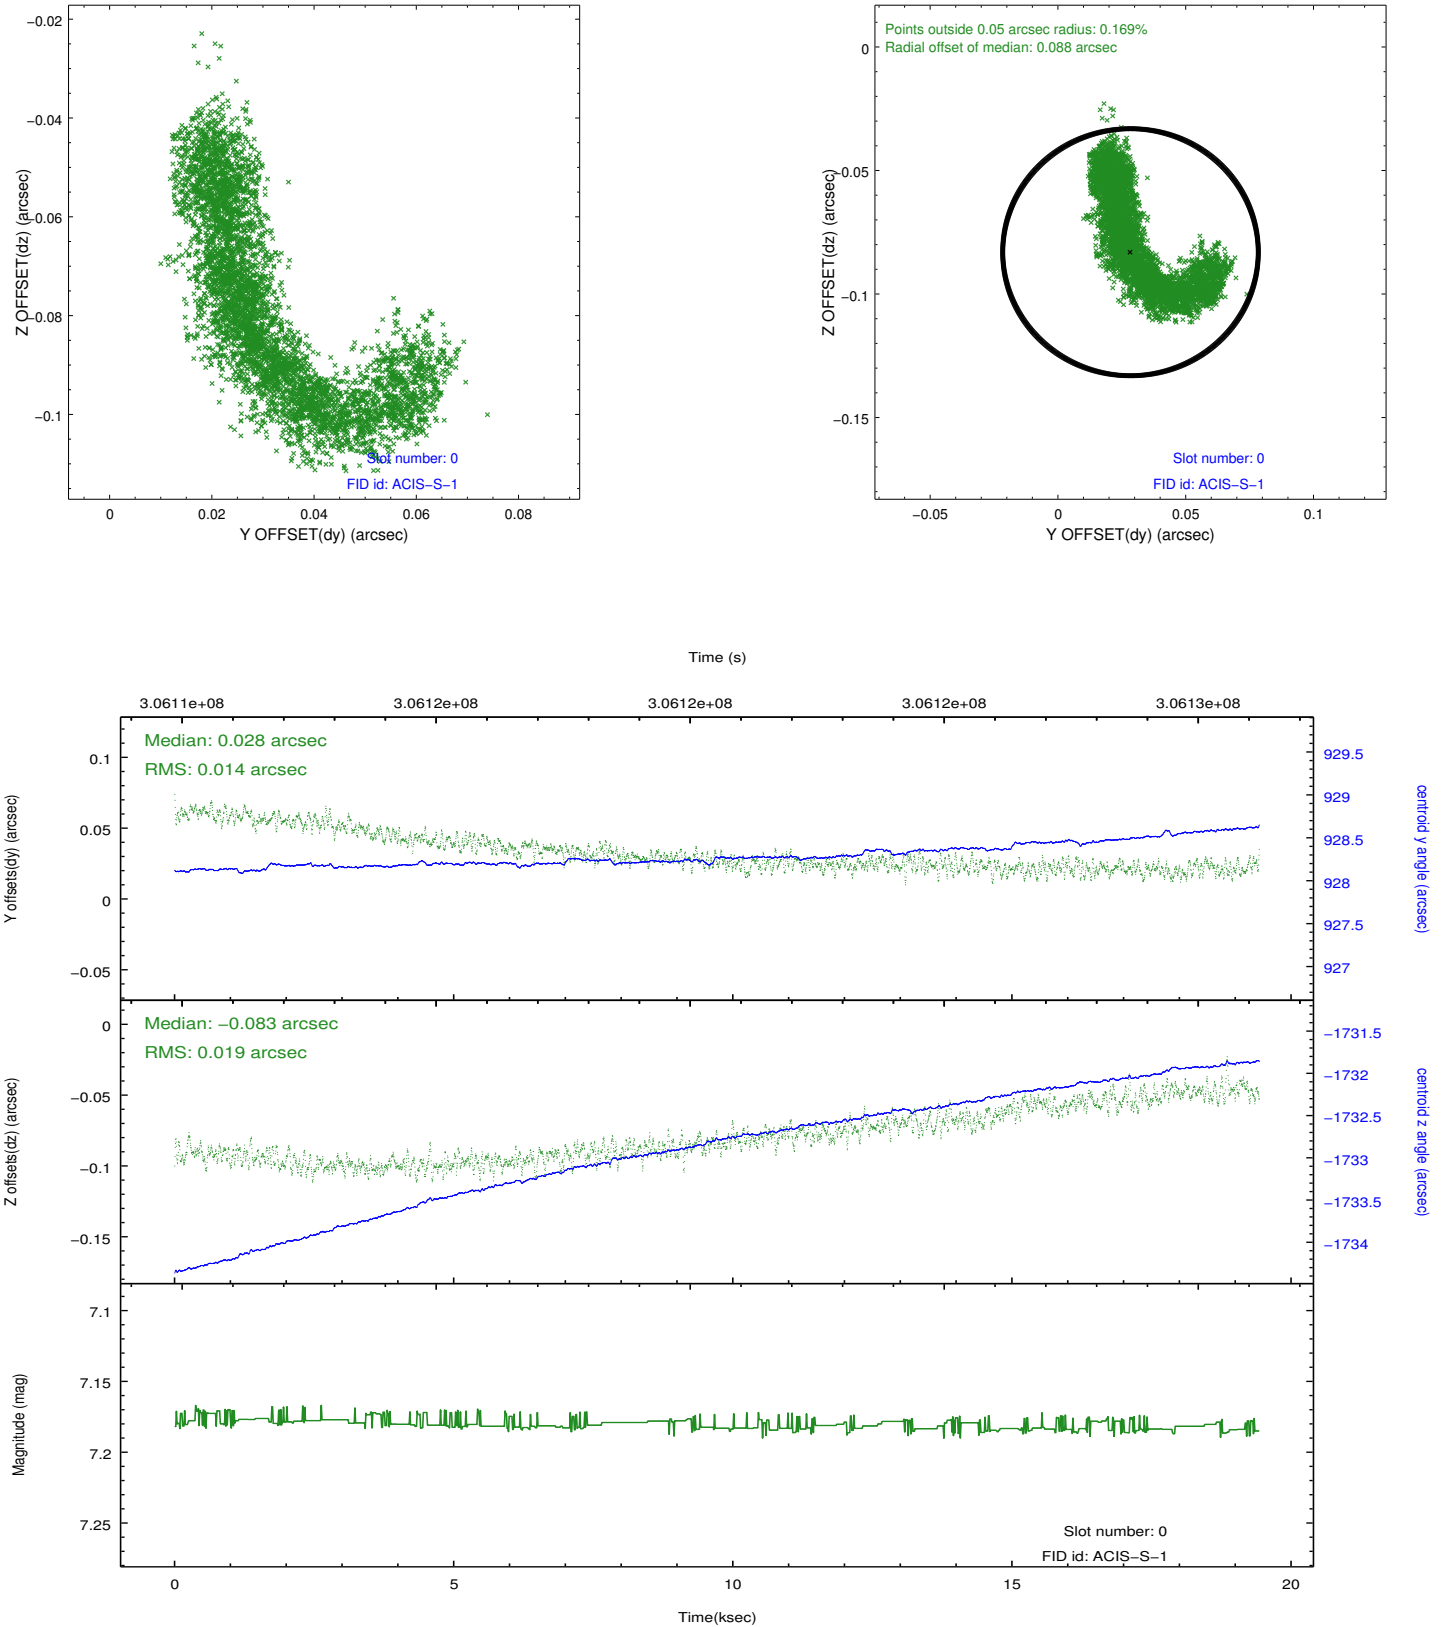 −0.02
−0.04
−0.06
−0.08
−0.1
Z OFFSET(dz) (arcsec)
Slot number: 0
FID id: ACIS−S−1
0
0.02
0.04
0.06
0.08
Y OFFSET(dy) (arcsec)
Points outside 0.05 arcsec radius: 0.169%
Radial offset of median: 0.088 arcsec
0
−0.05
−0.1
−0.15
Z OFFSET(dz) (arcsec)
Slot number: 0
FID id: ACIS−S−1
−0.05
0
0.05
0.1
Y OFFSET(dy) (arcsec)
Time (s)
3.0611e+08
3.0612e+08
3.0612e+08
3.0612e+08
3.0613e+08
Median: 0.028 arcsec
RMS: 0.014 arcsec
0.1
0.05
0
−0.05
Y offsets(dy) (arcsec)
929.5
929
928.5
928
927.5
927
centroid y angle (arcsec)
Median: −0.083 arcsec
RMS: 0.019 arcsec
0
−0.05
−0.1
−0.15
Z offsets(dz) (arcsec)
−1731.5
−1732
−1732.5
−1733
−1733.5
−1734
centroid z angle (arcsec)
7.1
7.15
7.2
7.25
Magnitude (mag)
Slot number: 0
FID id: ACIS−S−1
0
5
10
15
20
Time(ksec)